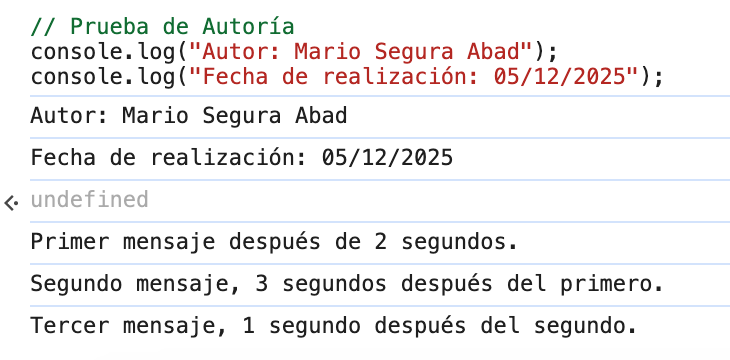 // Prueba de Autoría
console.log("Autor: Mario Segura Abad");
console.log("Fecha de realización: 05/12/2025");
Autor: Mario Segura Abad
Fecha de realización: 05/12/2025
undefined
Primer mensaje después de 2 segundos.
Segundo mensaje, 3 segundos después del primero.
Tercer mensaje, 1 segundo después del segundo.